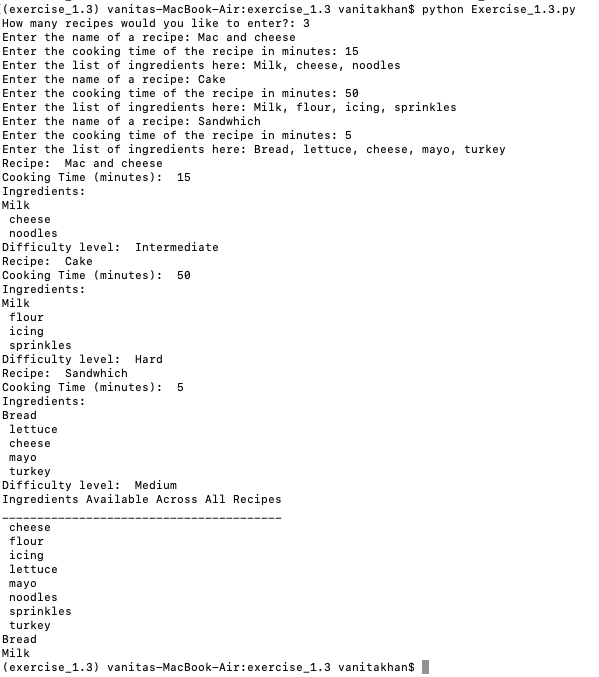 (exercise_1.3) vanitas-MacBook-Air:exercise_1.3 vanitakhan$ python Exercise_1.3.py
How many recipes would you like to enter?: 3
Enter the name of a recipe: Mac and cheese
Enter the cooking time of the recipe in minutes: 15
Enter the list of ingredients here: Milk, cheese, noodles
Enter the name of a recipe: Cake
Enter the cooking time of the recipe in minutes: 50
Enter the list of ingredients here: Milk, flour, icing, sprinkles
Enter the name of a recipe: Sandwhich
Enter the cooking time of the recipe in minutes: 5
Enter the list of ingredients here: Bread, lettuce, cheese, mayo, turkey
Recipe:  Mac and cheese
Cooking Time (minutes):  15
Ingredients:
Milk
 cheese
 noodles
Difficulty level:  Intermediate
Recipe:  Cake
Cooking Time (minutes):  50
Ingredients:
Milk
 flour
 icing
 sprinkles
Difficulty level:  Hard
Recipe:  Sandwhich
Cooking Time (minutes):  5
Ingredients:
Bread
 lettuce
 cheese
 mayo
 turkey
Difficulty level:  Medium
Ingredients Available Across All Recipes
________________________________________
 cheese
 flour
 icing
 lettuce
 mayo
 noodles
 sprinkles
 turkey
Bread
Milk
(exercise_1.3) vanitas-MacBook-Air:exercise_1.3 vanitakhan$